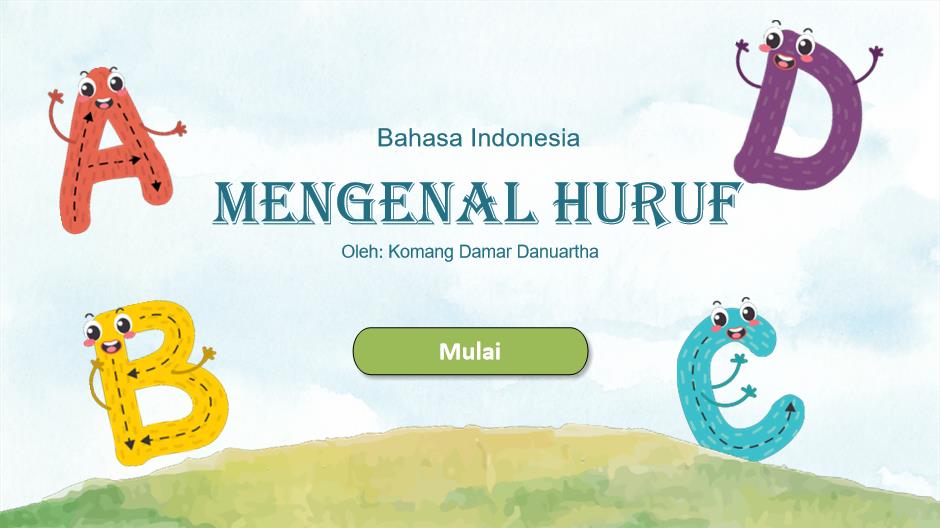 Bahasa Indonesia
MENGENAL HURUF
Oleh: Komang Damar Danuartha
Mulai
A
B
C
D